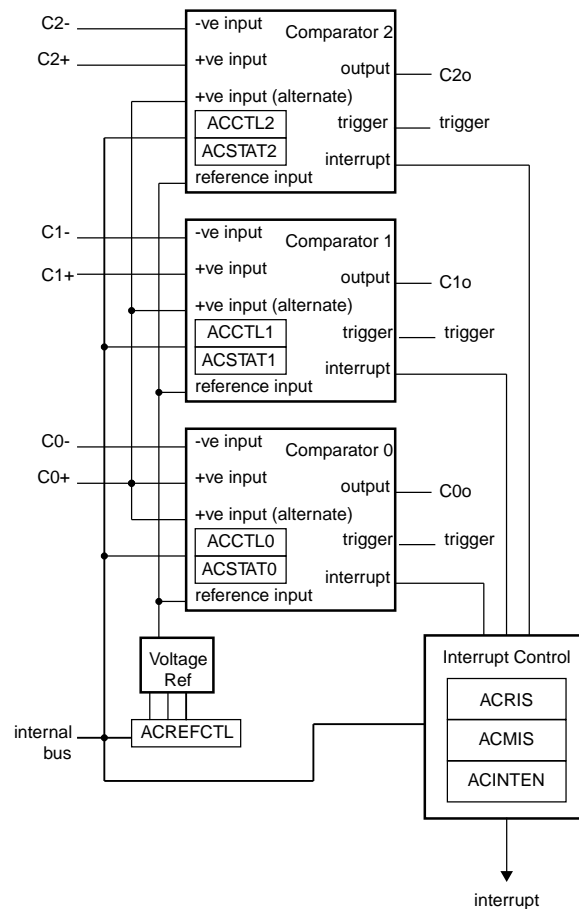 C2-
-ve input
Comparator 2
C2+
+ve input
output
C2o
+ve input (alternate)
ACCTL2
trigger
trigger
ACSTAT2
interrupt
reference input
C1-
-ve input
Comparator 1
C1+
+ve input
output
C1o
+ve input (alternate)
ACCTL1
trigger
trigger
ACSTAT1
interrupt
reference input
C0-
-ve input
Comparator 0
C0+
+ve input
output
C0o
+ve input (alternate)
ACCTL0
trigger
trigger
ACSTAT0
interrupt
reference input
Voltage
Ref
Interrupt Control
ACRIS
internal
bus
ACREFCTL
ACMIS
ACINTEN
interrupt